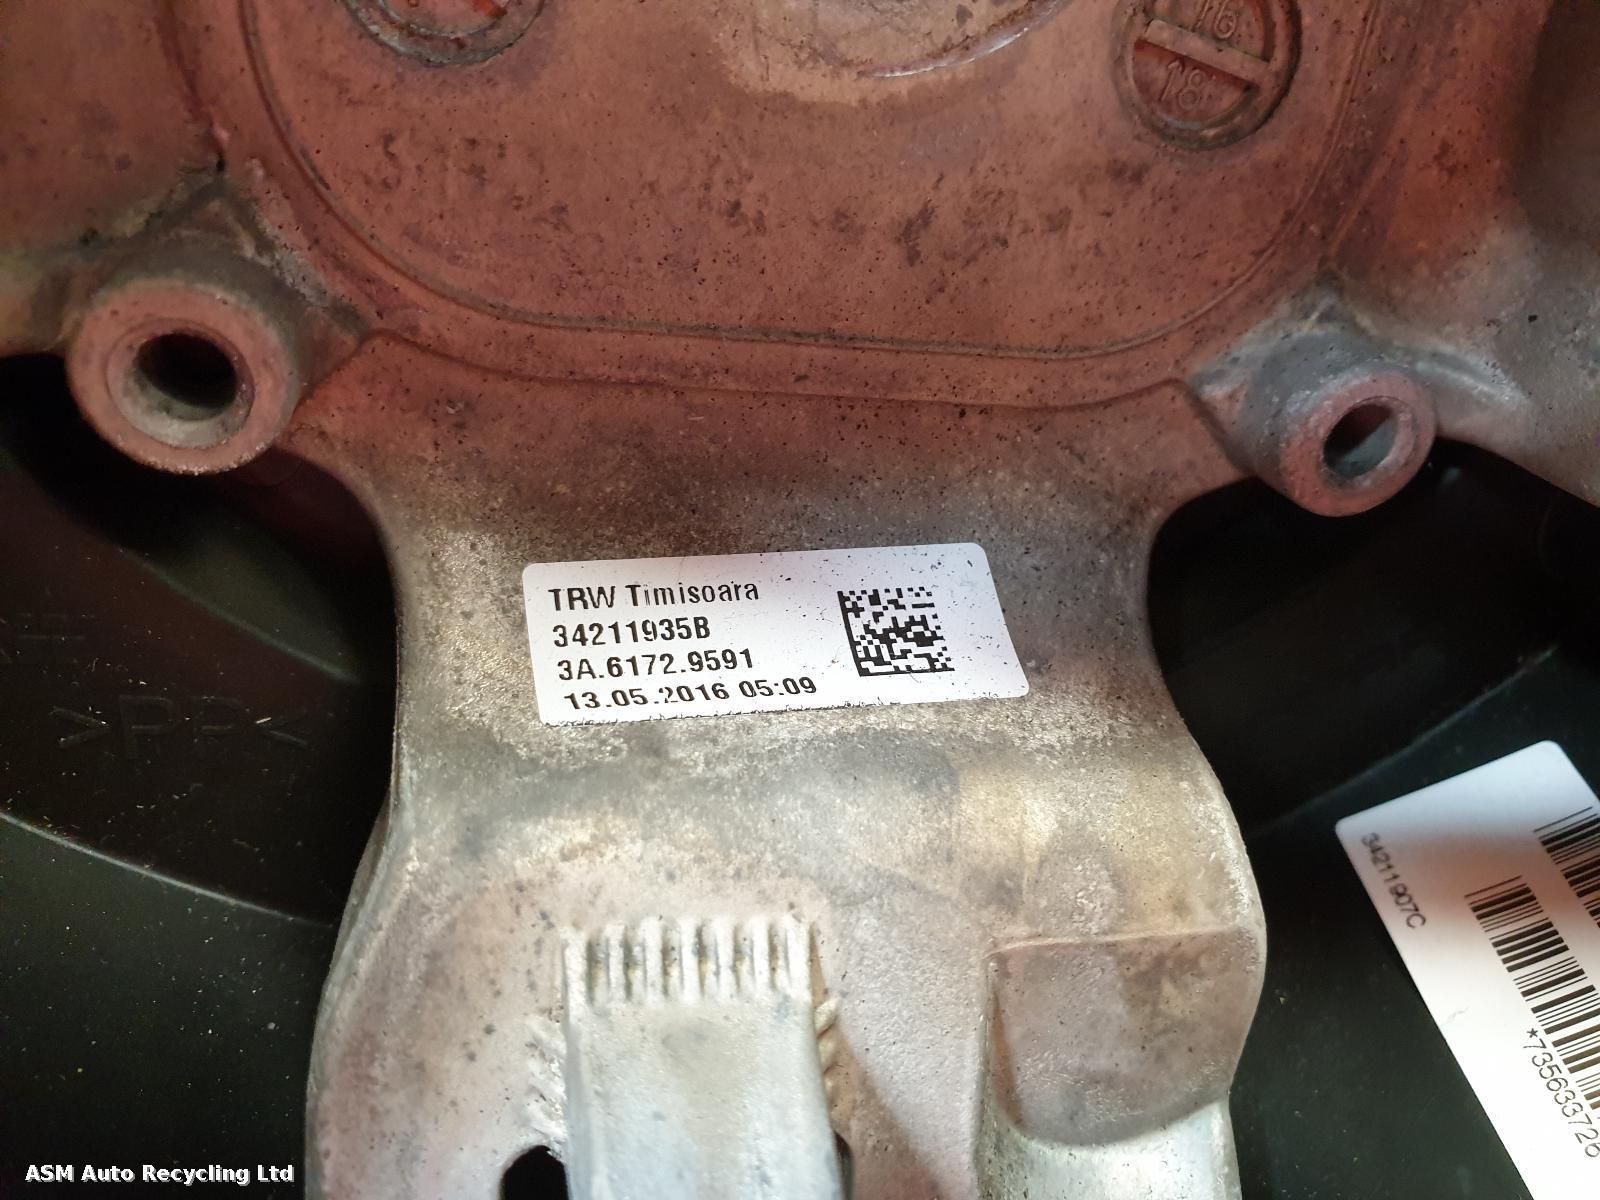 16
18
TRW Timisoara
34211935B
3A.6172.9591
13.05.2016 05:09
>PP<
34211907C
*735633726
ASM Auto Recycling Ltd